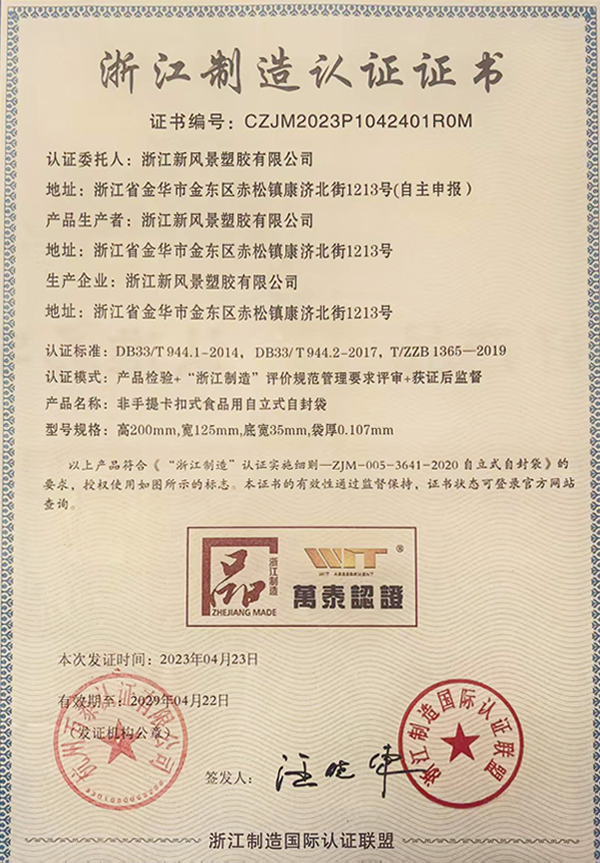 浙江制造认证证书
证书编号：CZJM2023P1042401R0M
认证委托人：浙江新风景塑胶有限公司
地址：浙江省金华市金东区赤松镇康济北街1213号(自主申报）
产品生产者：浙江新风景塑胶有限公司
地址：浙江省金华市金东区赤松镇康济北街1213号
生产企业：浙江新风景塑胶有限公司
地址：浙江省金华市金东区赤松镇康济北街1213号
认证标准：DB33/T 944.1-2014，DB33/T 944.2-2017，T/ZZB 1365—2019
认证模式：产品检验+“浙江制造”评价规范管理要求评审+获证后监督
产品名称：非手提卡扣式食品用自立式自封袋
型号规格：高200mm,宽125mm,底宽35mm,袋厚0.107mm
以上产品符合《“浙江制造”认证实施细则—ZJM-005-3641-2020 自立式自封袋》的
要求，授权使用如图所示的标志。本证书的有效性通过监督保持，证书状态可登录官方网站
查询。
品
浙江制造
ZHEJIANG MADE
WIT ®
WIT ASSESSMENT
萬泰認證
本次发证时间：2023年04月23日
有效期至：2029年04月22日
（发证机构公章）
杭州万泰认证有限公司
签发人：
浙江制造国际认证联盟
浙江制造国际认证联盟